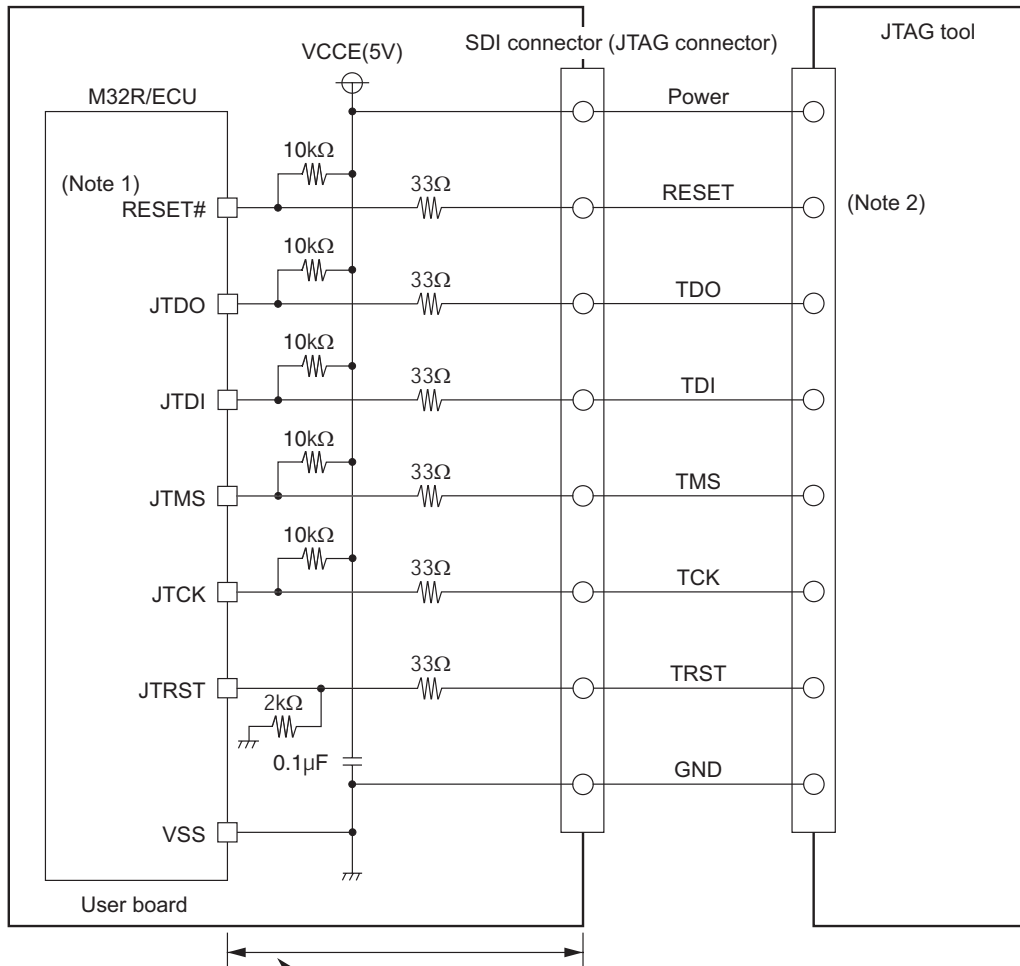 SDI connector (JTAG connector)
JTAG tool
VCCE(5V)
M32R/ECU
Power
10kΩ
(Note 1)
33Ω
RESET
RESET#
(Note 2)
10kΩ
33Ω
TDO
JTDO
10kΩ
33Ω
TDI
JTDI
10kΩ
33Ω
TMS
JTMS
10kΩ
33Ω
TCK
JTCK
33Ω
TRST
JTRST
2kΩ
0.1µF
GND
VSS
User board